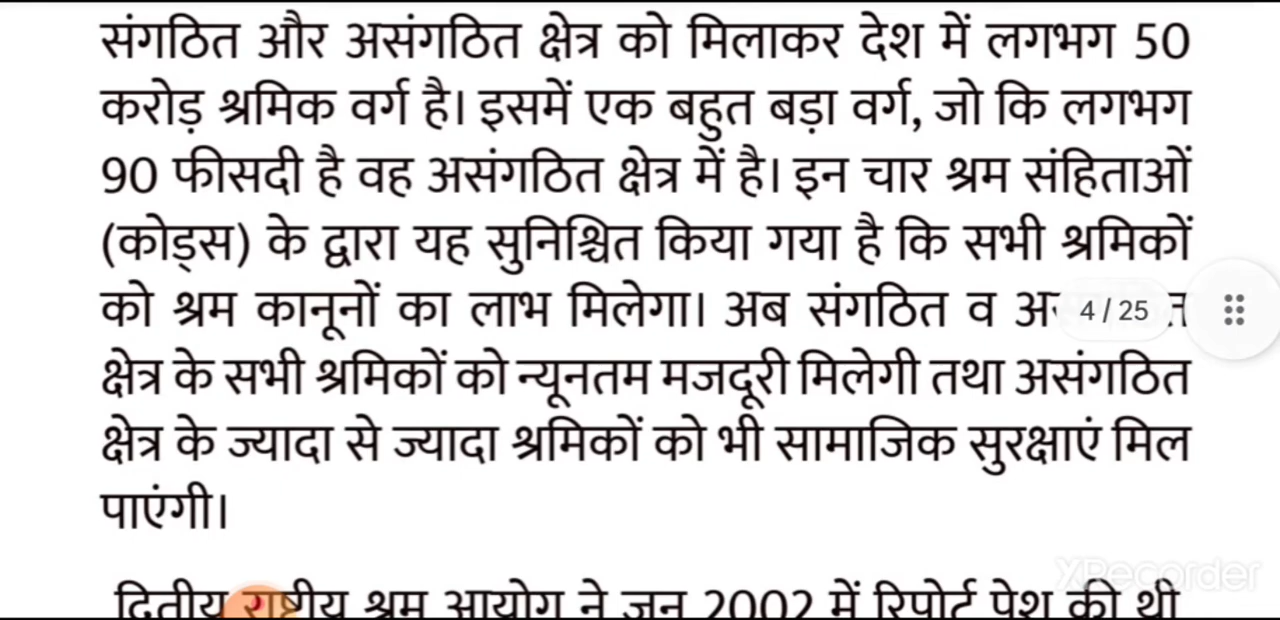 संगठित और असंगठित क्षेत्र को मिलाकर देश में लगभग 50
करोड़ श्रमिक वर्ग है। इसमें एक बहुत बड़ा वर्ग, जो कि लगभग
90 फीसदी है वह असंगठित क्षेत्र में है। इन चार श्रम संहिताओं
(कोड्स) के द्वारा यह सुनिश्चित किया गया है कि सभी श्रमिकों
को श्रम कानूनों का लाभ मिलेगा। अब संगठित व
4 / 25
क्षेत्र के सभी श्रमिकों को न्यूनतम मजदूरी मिलेगी तथा असंगठित
क्षेत्र के ज्यादा से ज्यादा श्रमिकों को भी सामाजिक सुरक्षाएं मिल
पाएंगी।
XRecorder
द्वितीय राष्ट्रीय श्रम आयोग ने जून 2002 में रिपोर्ट पेश की थी